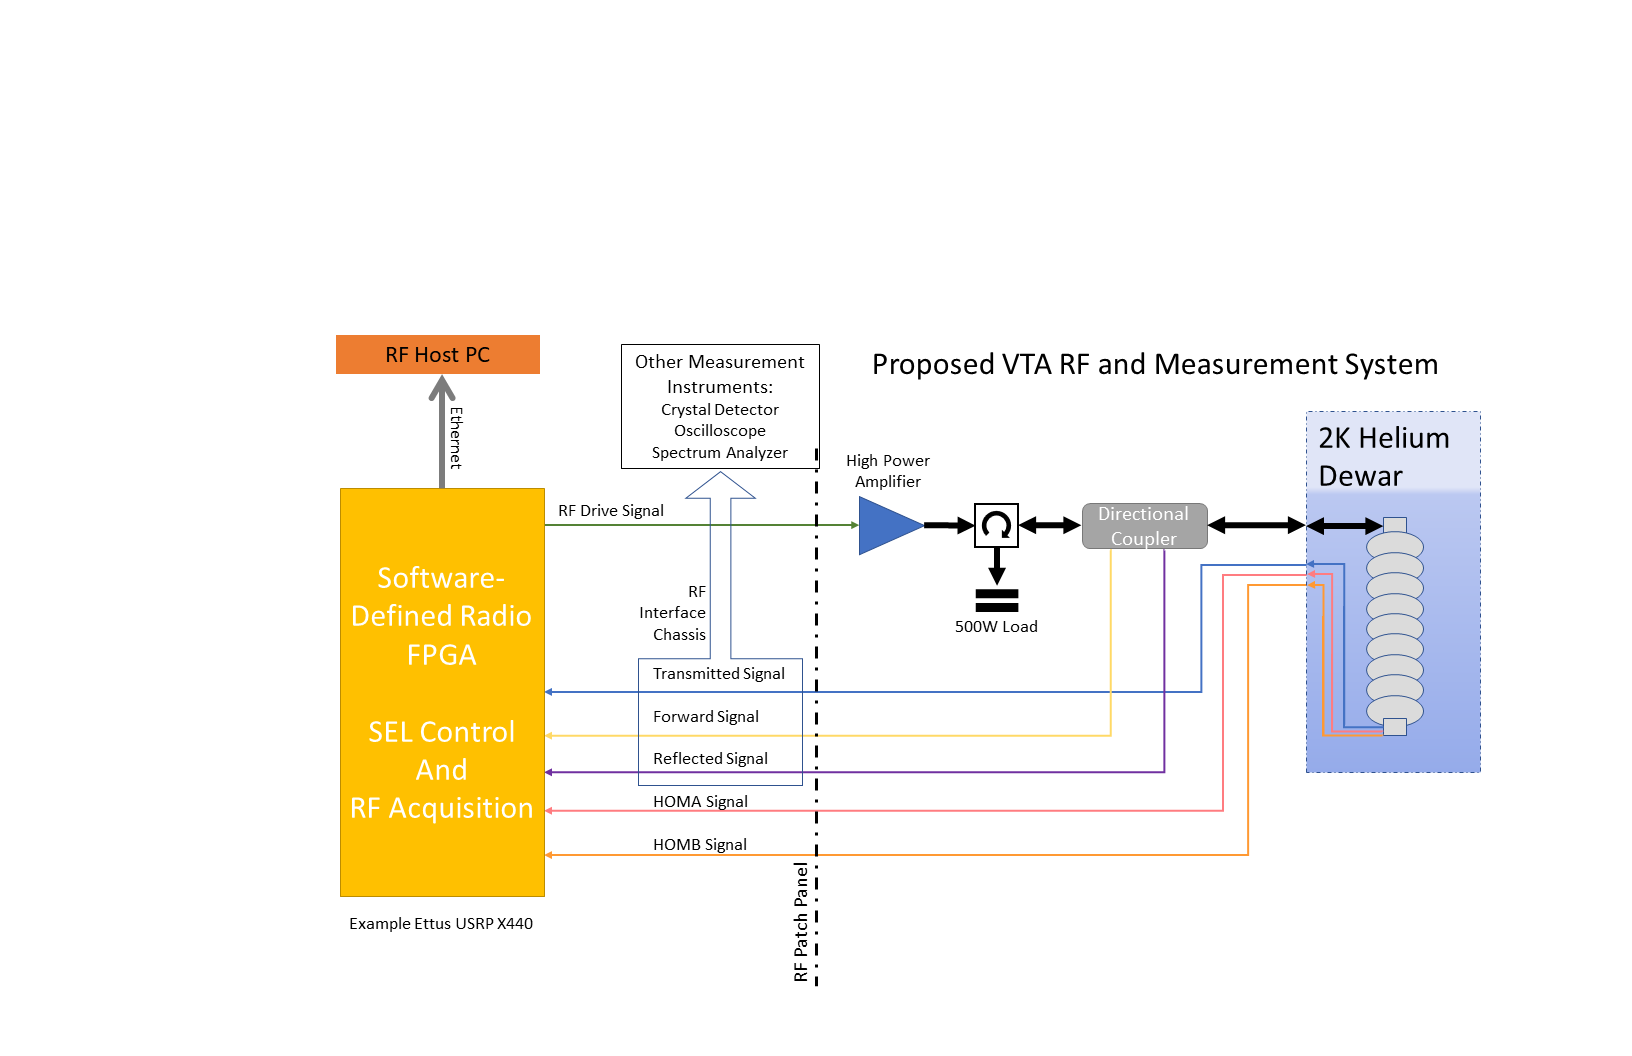 RF Host PC
Ethernet
Other Measurement
Instruments:
Crystal Detector
Oscilloscope
Spectrum Analyzer
Proposed VTA RF and Measurement System
2K Helium
Dewar
High Power
Amplifier
RF Drive Signal
Directional
Coupler
500W Load
Software-
Defined Radio
FPGA
SEL Control
And
RF Acquisition
RF
Interface
Chassis
Transmitted Signal
Forward Signal
Reflected Signal
HOMA Signal
HOMB Signal
RF Patch Panel
Example Ettus USRP X440